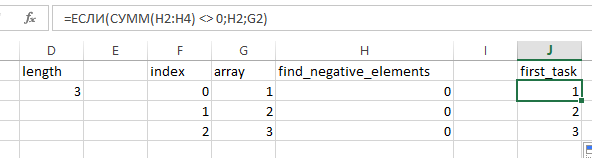 fx =ЕСЛИ(СУММ(H2:H4) <> 0;H2;G2)
D E F G H I J
length index array find_negative_elements first_task
3 0 1 0 1
1 2 0 2
2 3 0 3